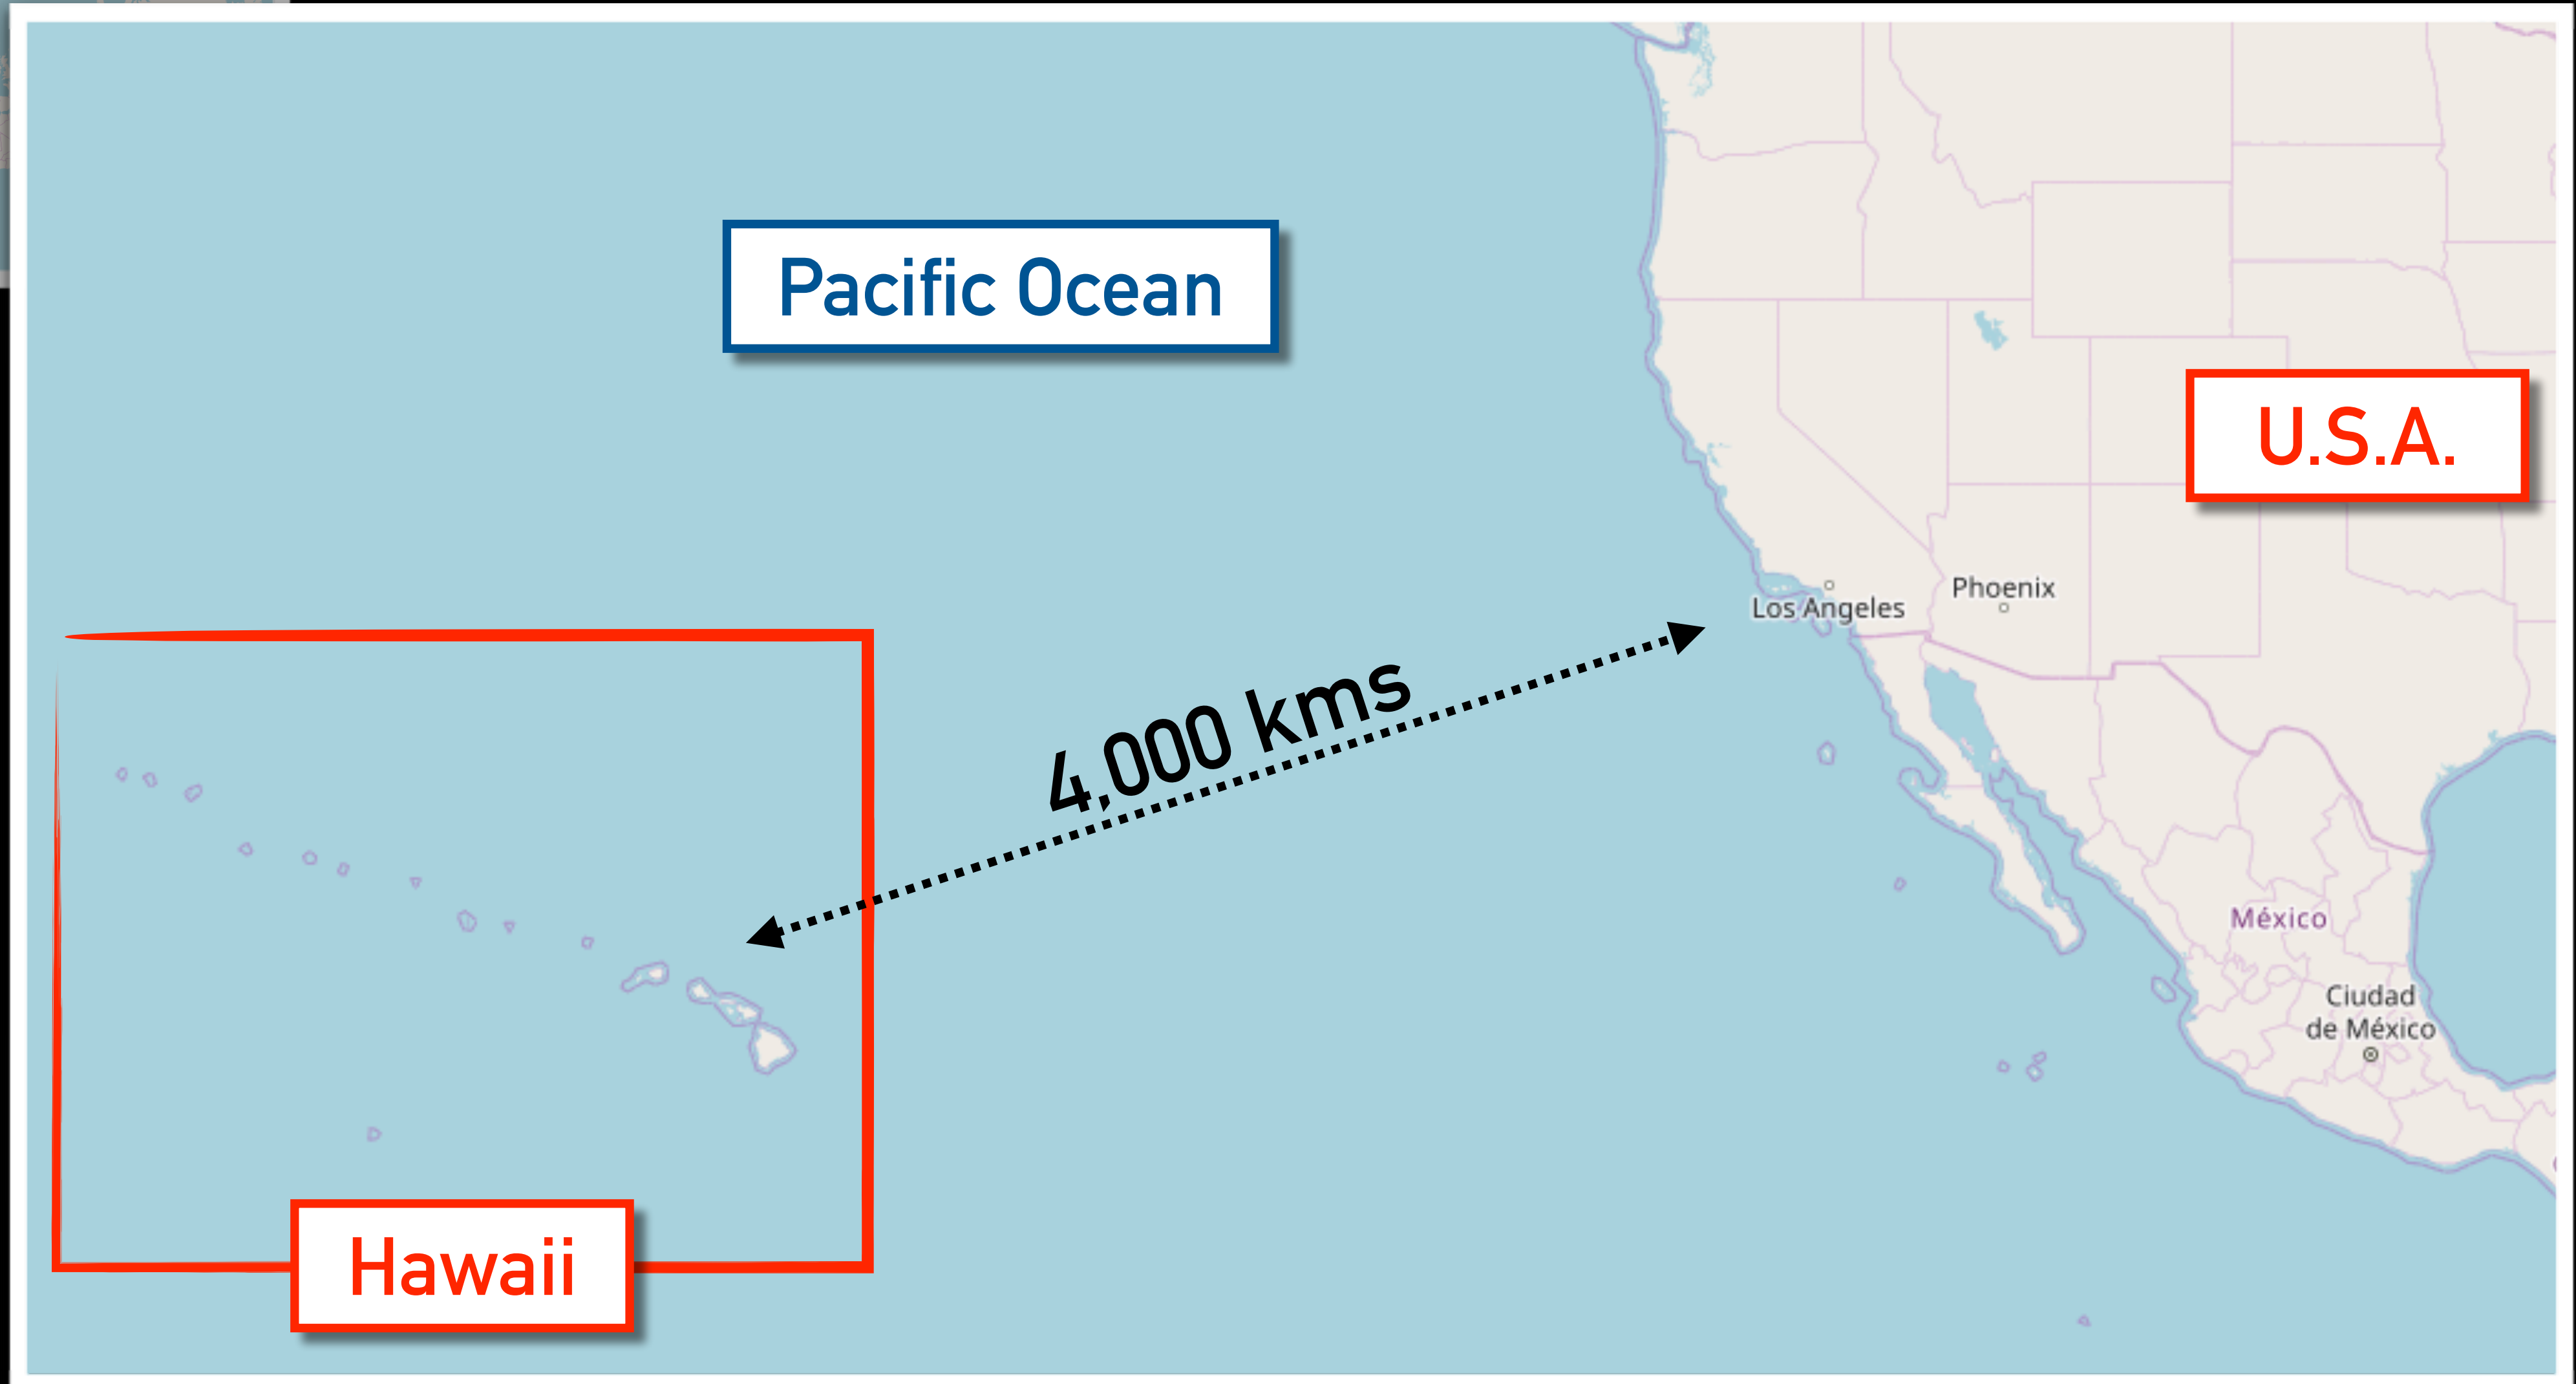 Pacific Ocean
U.S.A.
Phoenix
Los Angeles
4,000 kms
México
Ciudad
de México
Hawaii